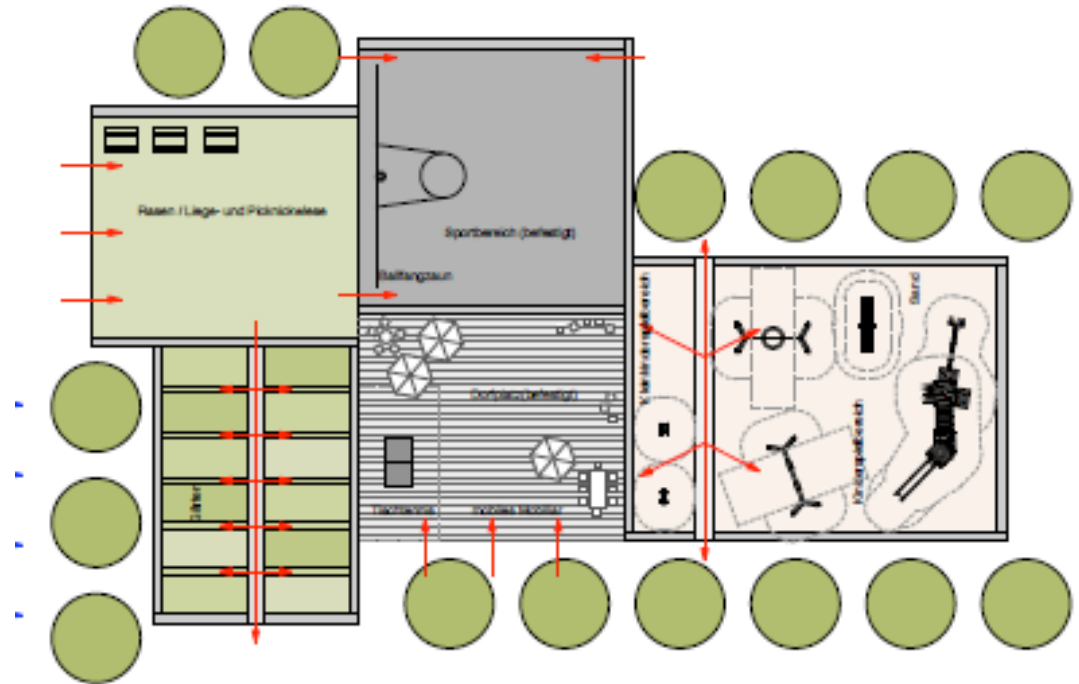 Rasen / Liege- und Picknickwiese
Sportbereich (befestigt)
Ballfangzaun
Kleinkinderspielbereich
Sand
Dorfplatz (befestigt)
Kinderspielbereich
Gärten
Tischtennis
mobiles Mobiliar